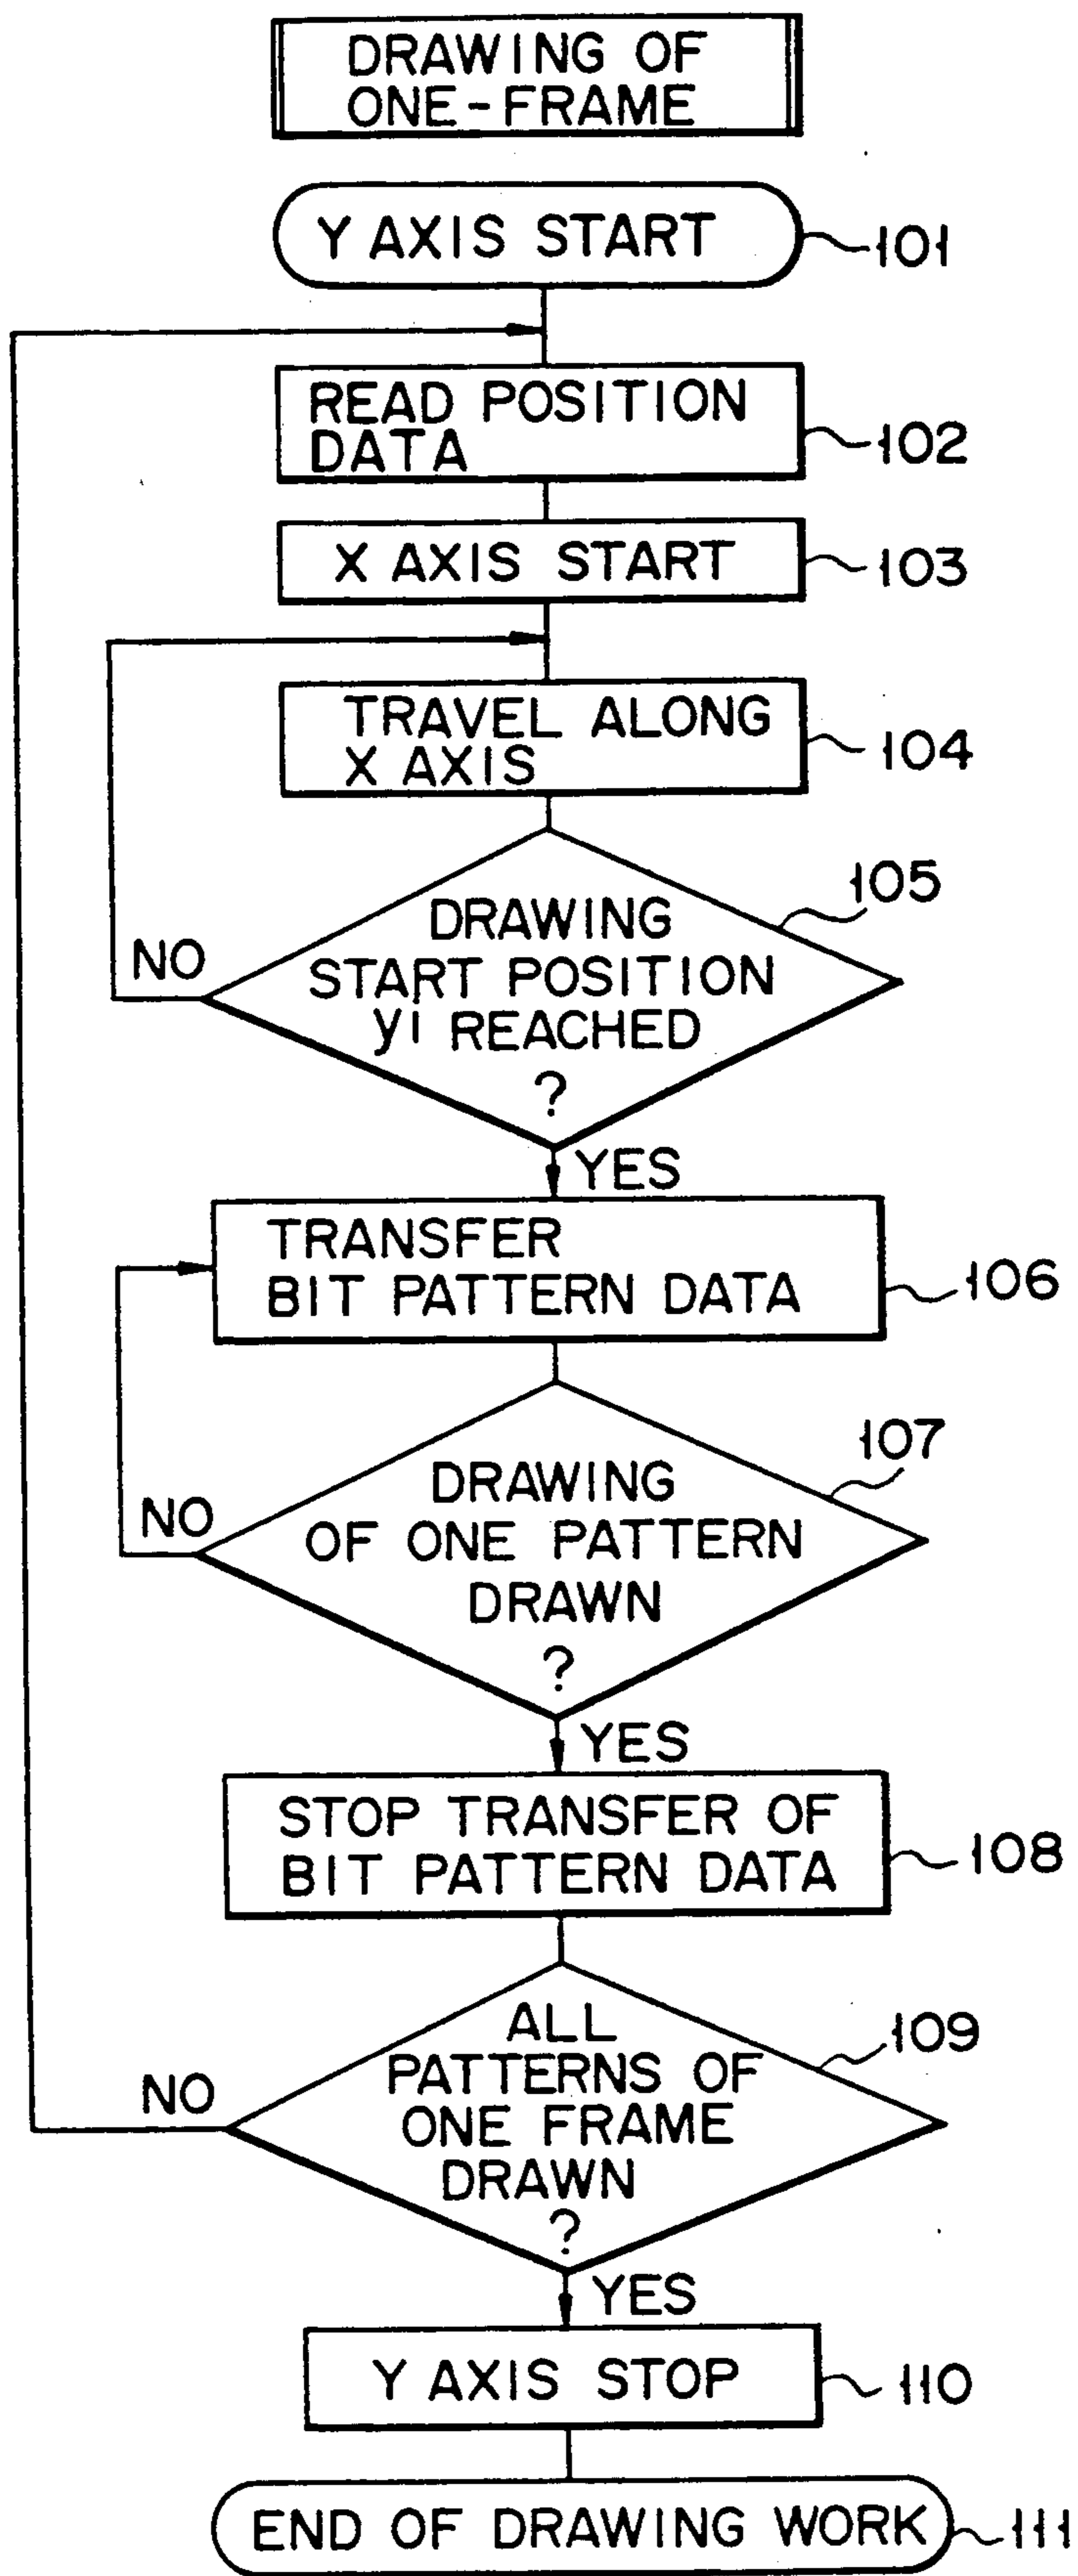 DRAWING OF
ONE-FRAME
Y AXIS START
101
READ POSITION
DATA
102
X AXIS START
103
TRAVEL ALONG
X AXIS
104
105
DRAWING
START POSITION
yi REACHED
?
NO
YES
TRANSFER
BIT PATTERN DATA
106
107
DRAWING
OF ONE PATTERN
DRAWN
?
NO
YES
STOP TRANSFER OF
BIT PATTERN DATA
108
109
ALL
PATTERNS OF
ONE FRAME
DRAWN
?
NO
YES
Y AXIS STOP
110
END OF DRAWING WORK
111